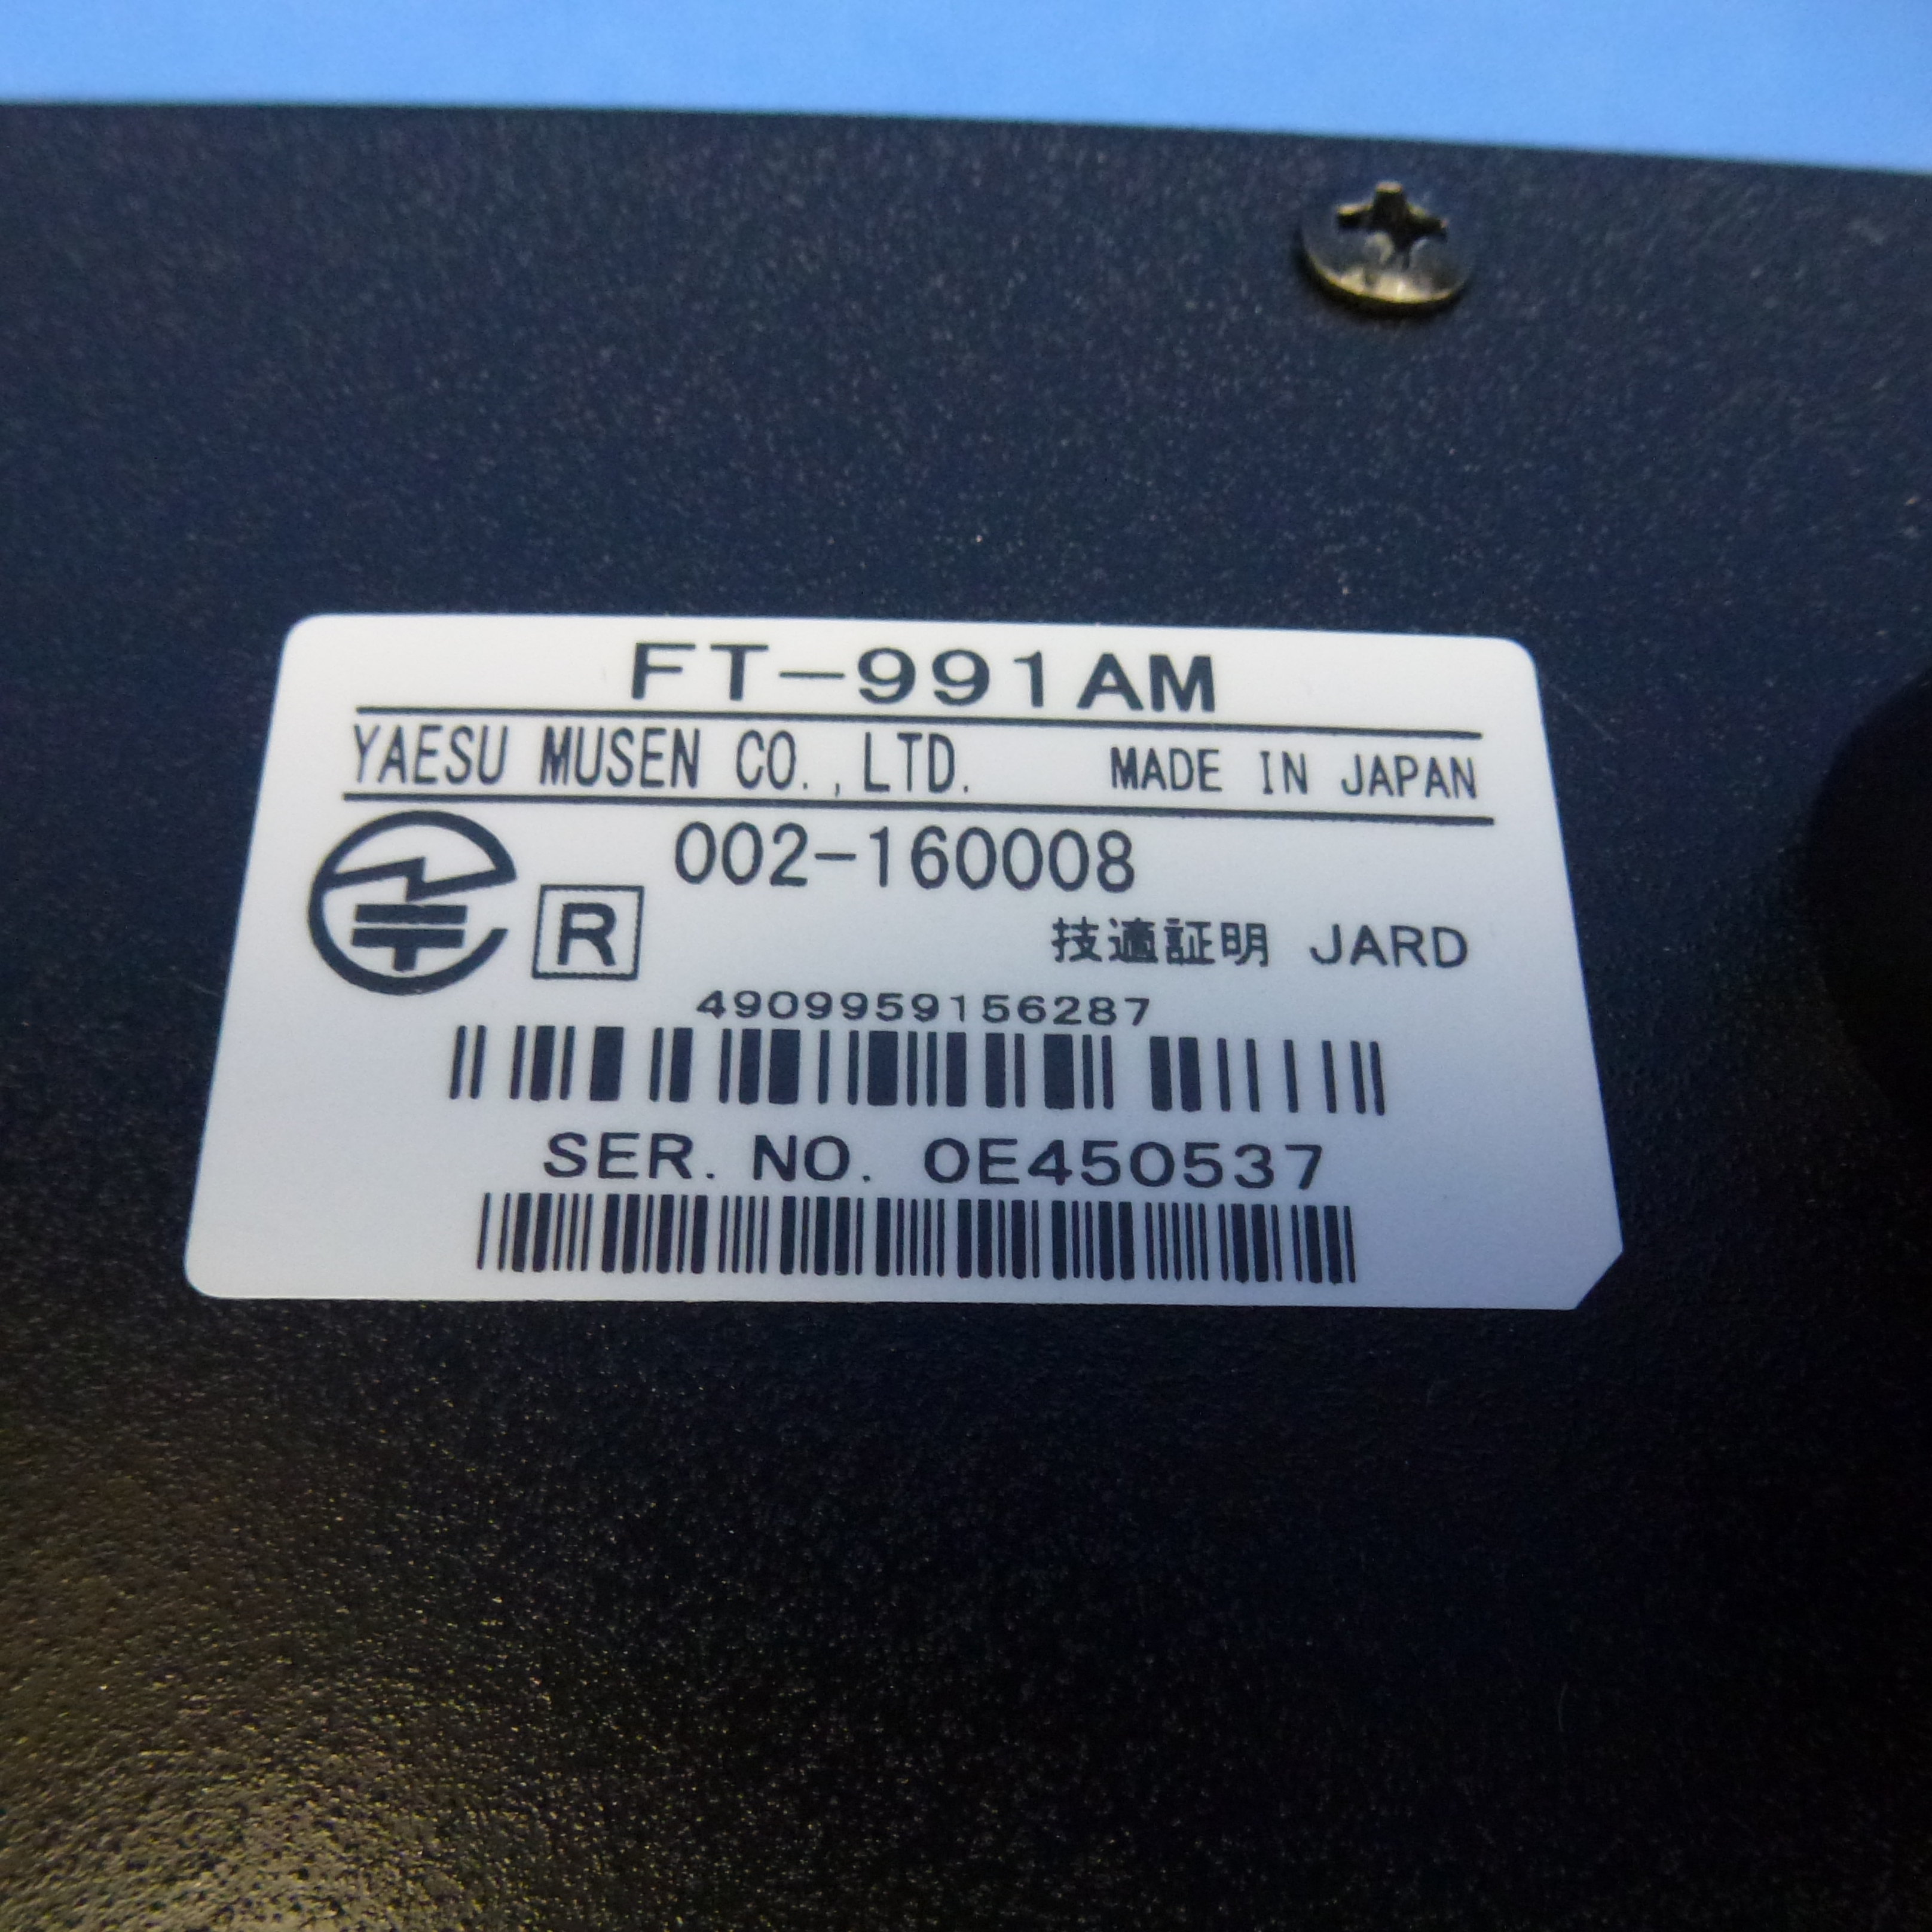 FT-991AM
YAESU MUSEN CO.,LTD. MADE IN JAPAN
002-160008
R
技適証明 JARD
4909959156287
SER. NO. 0E450537